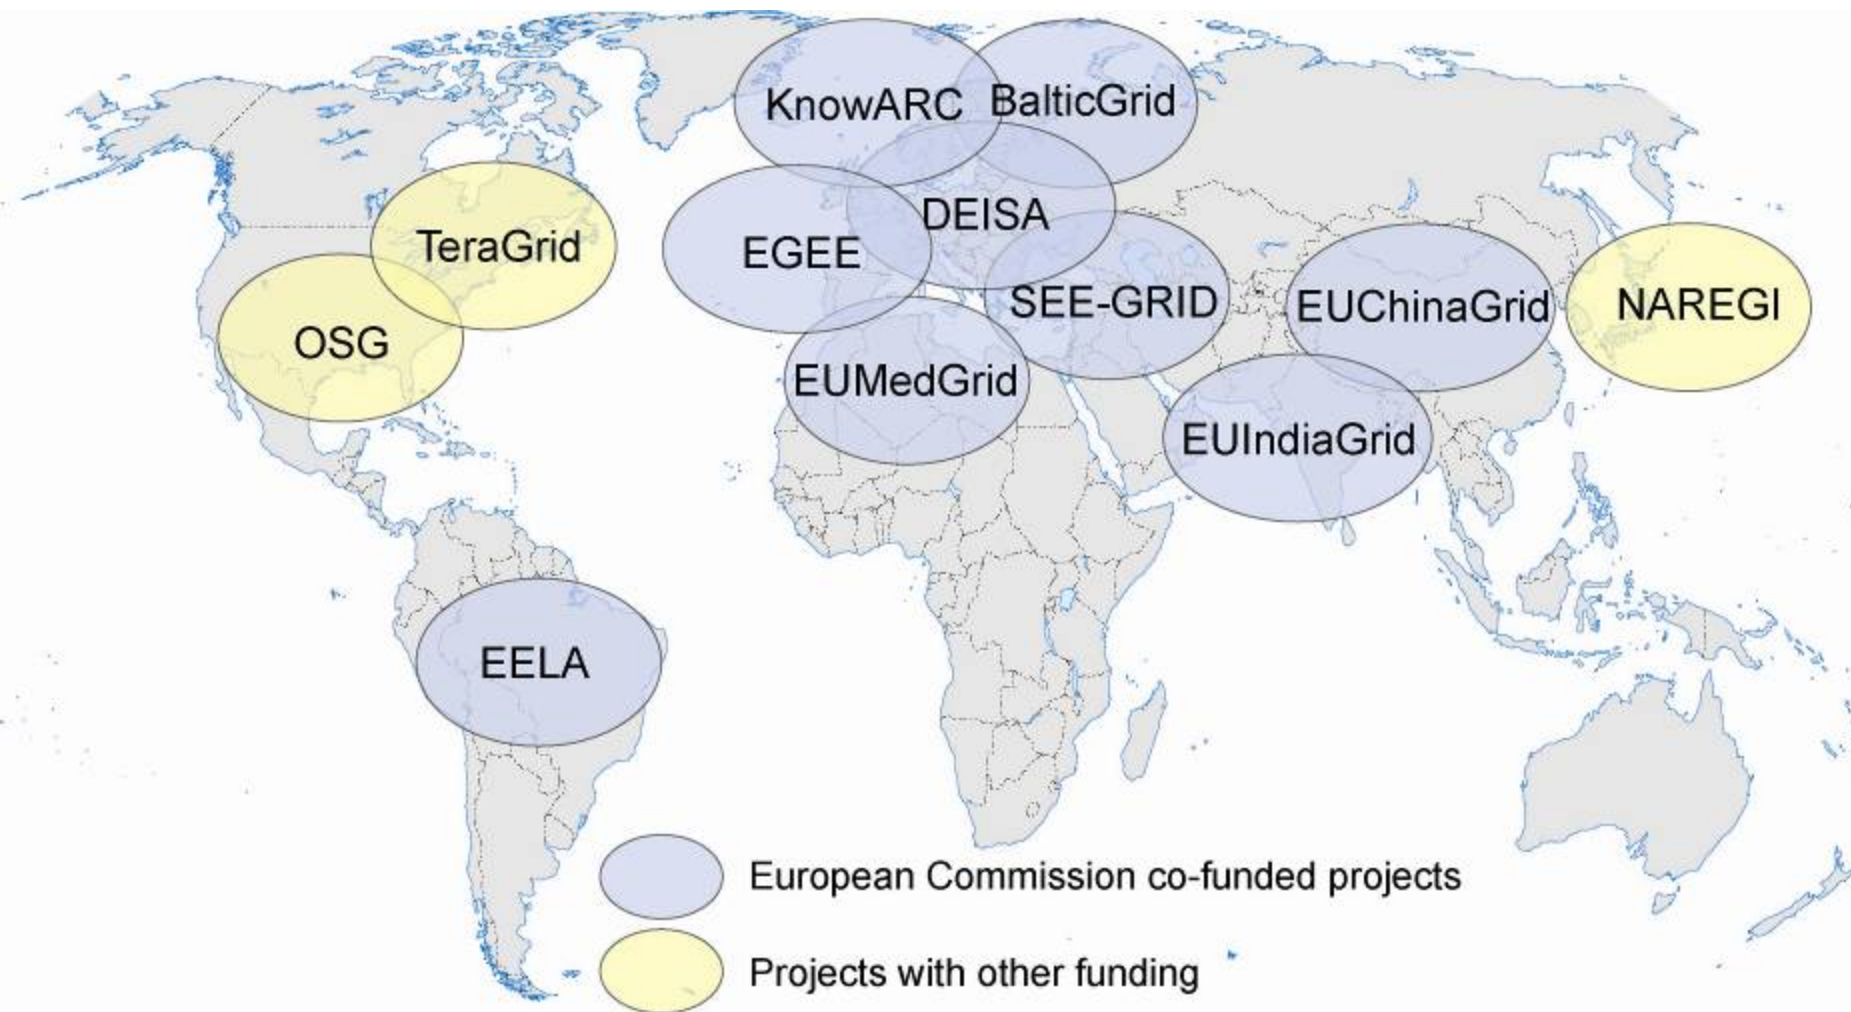 KnowARC
BalticGrid
DEISA
TeraGrid
EGEE
SEE-GRID
EUChinaGrid
NAREGI
OSG
EUMedGrid
EUIndiaGrid
EELA
European Commission co-funded projects
Projects with other funding